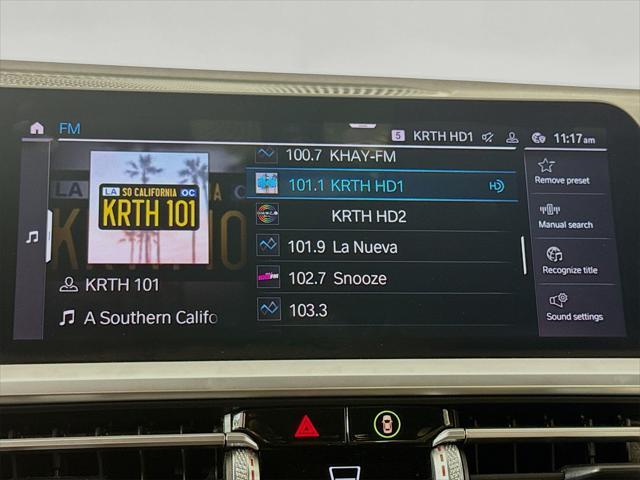 FM
5 KRTH HD1
11:17am
100.7 KHAY-FM
101.1 KRTH HD1 HD
KRTH HD2
101.9 La Nueva
102.7 Snooze
103.3
LA SO CALIFORNIA OC
KRTH 101
KRTH 101
A Southern Califo
Remove preset
Manual search
Recognize title
Sound settings